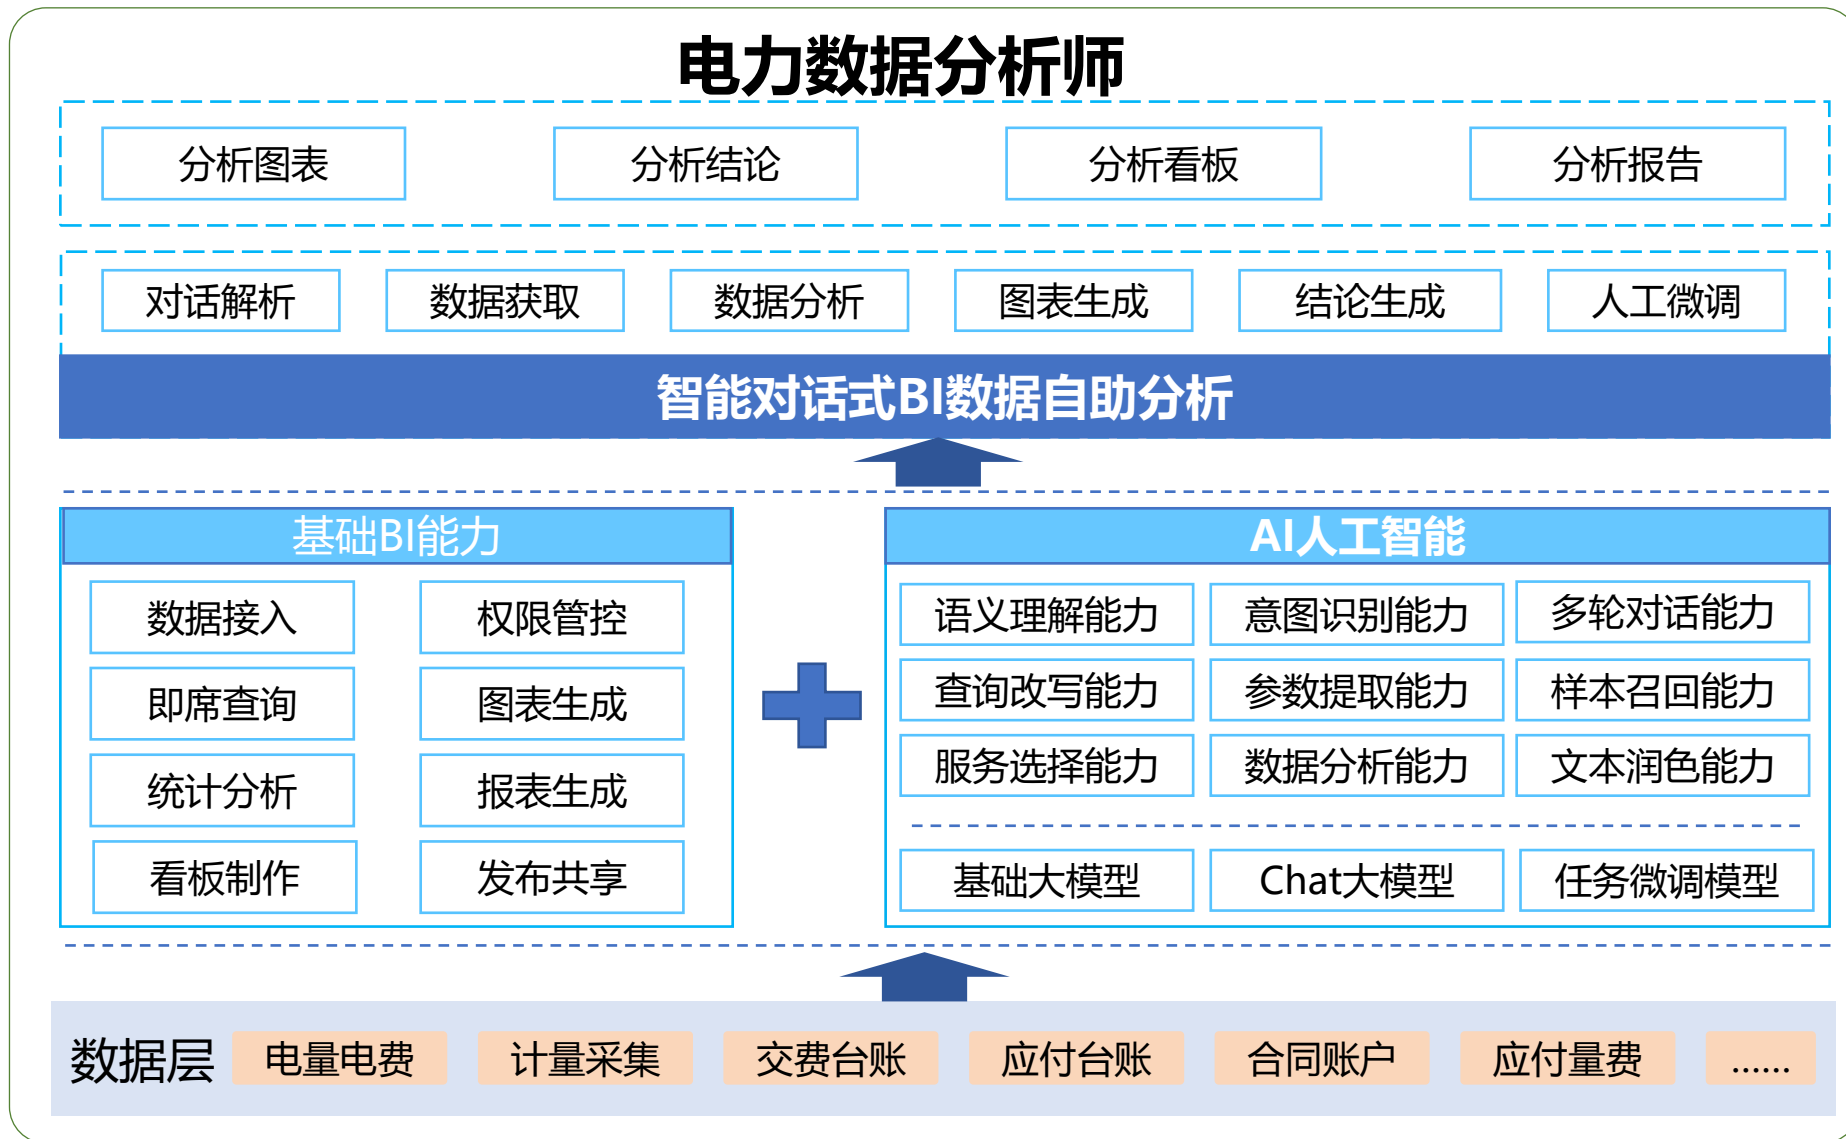 电力数据分析师
分析图表 分析结论 分析看板 分析报告
对话解析 数据获取 数据分析 图表生成 结论生成 人工微调
智能对话式BI数据自助分析
基础BI能力
数据接入 权限管控
即席查询 图表生成
统计分析 报表生成
看板制作 发布共享
AI人工智能
语义理解能力 意图识别能力 多轮对话能力
查询改写能力 参数提取能力 样本召回能力
服务选择能力 数据分析能力 文本润色能力
基础大模型 Chat大模型 任务微调模型
数据层 电量电费 计量采集 交费台账 应付台账 合同账户 应付量费 ......